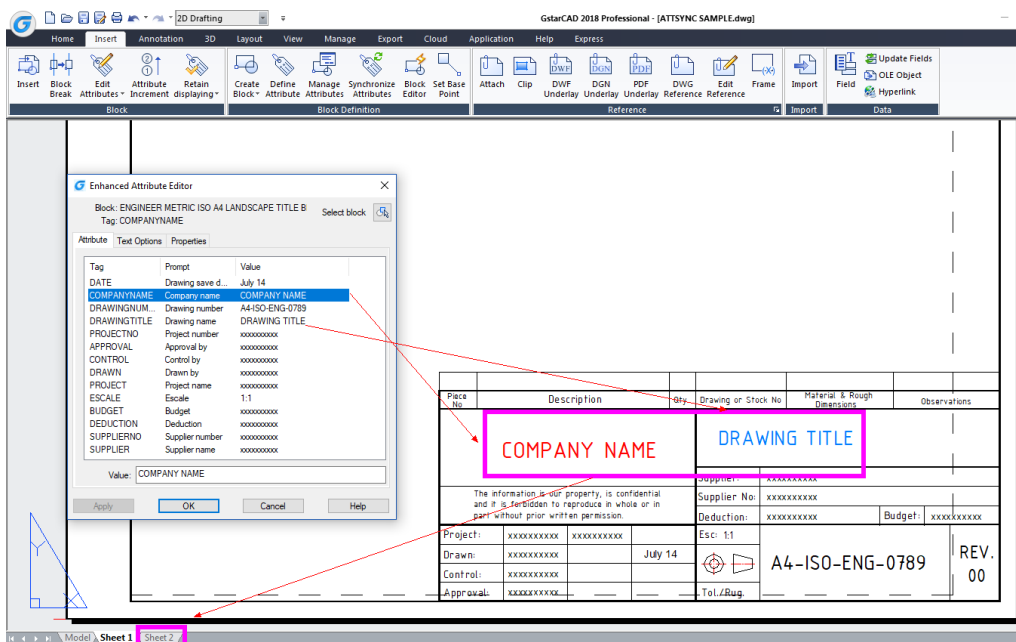 2D Drafting
GstarCAD 2018 Professional - [ATTSYNC SAMPLE.dwg]
Home Insert Annotation 3D Layout View Manage Export Cloud Application Help Express
Insert
Block Break
Edit Attributes
Attribute Increment
Retain displaying
Create Block
Define Attribute
Manage Attributes
Synchronize Attributes
Block Editor
Set Base Point
Attach
Clip
DWF Underlay
DGN Underlay
PDF Underlay
DWG Reference
Edit Reference
Frame
Import
Field
Update Fields
OLE Object
Hyperlink
Block Block Definition Reference Import Data
Enhanced Attribute Editor
Block: ENGINEER METRIC ISO A4 LANDSCAPE TITLE B
Tag: COMPANYNAME
Select block
Attribute Text Options Properties
Tag Prompt Value
DATE Drawing save d... July 14
COMPANYNAME Company name COMPANY NAME
DRAWINGNUM... Drawing number A4-ISO-ENG-0789
DRAWINGTITLE Drawing name DRAWING TITLE
PROJECTNO Project number xxxxxxxxxx
APPROVAL Approval by xxxxxxxxxx
CONTROL Control by xxxxxxxxxx
DRAWN Drawn by xxxxxxxxxx
PROJECT Project name xxxxxxxxxx
ESCALE Escale 1:1
BUDGET Budget xxxxxxxxxx
DEDUCTION Deduction xxxxxxxxxx
SUPPLIERNO Supplier number xxxxxxxxxx
SUPPLIER Supplier name xxxxxxxxxx
Value: COMPANY NAME
Apply OK Cancel Help
Piece No Description Qty Drawing or Stock No Material & Rough Dimensions Observations
COMPANY NAME
DRAWING TITLE
Supplier: xxxxxxxxxx
The information is our property, is confidential
and it is forbidden to reproduce in whole or in
part without prior written permission.
Supplier No: xxxxxxxxxx
Deduction: xxxxxxxxxx Budget: xxxxxxxxxx
Project: xxxxxxxxxx xxxxxxxxxx
Drawn: xxxxxxxxxx July 14
Control: xxxxxxxxxx
Approval: xxxxxxxxxx
Esc: 1:1
Tol./Rug.
A4-ISO-ENG-0789
REV.
00
Y
X
Model Sheet 1 Sheet 2